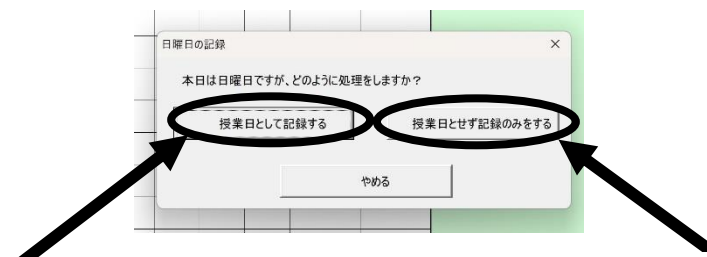 日曜日の記録
本日は日曜日ですが、どのように処理をしますか？
授業日として記録する
授業日とせず記録のみをする
やめる